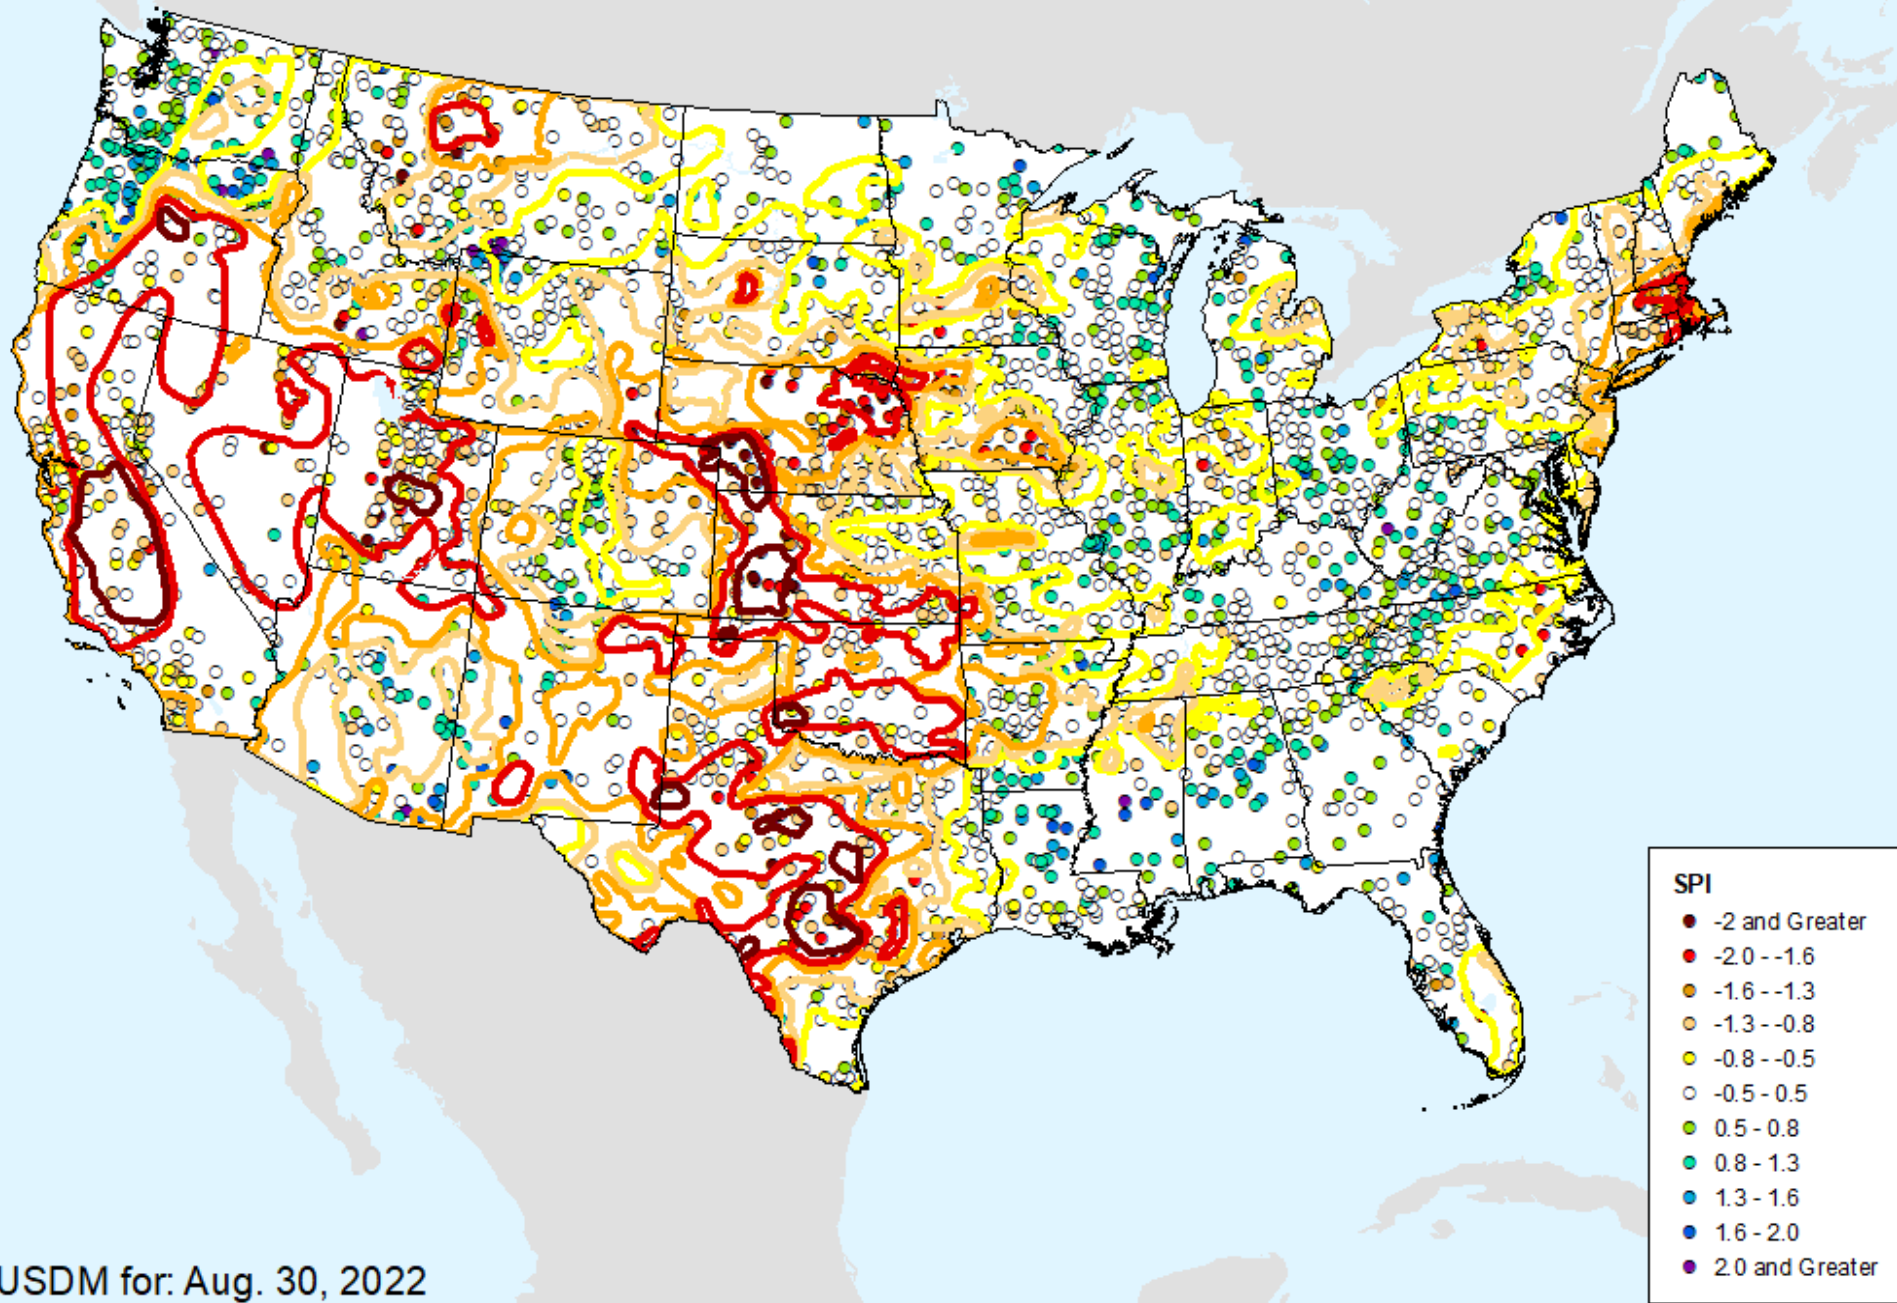 SPI
-2 and Greater
-2.0 - -1.6
-1.6 - -1.3
-1.3 - -0.8
-0.8 - -0.5
-0.5 - 0.5
0.5 - 0.8
0.8 - 1.3
1.3 - 1.6
1.6 - 2.0
2.0 and Greater
USDM for: Aug. 30, 2022